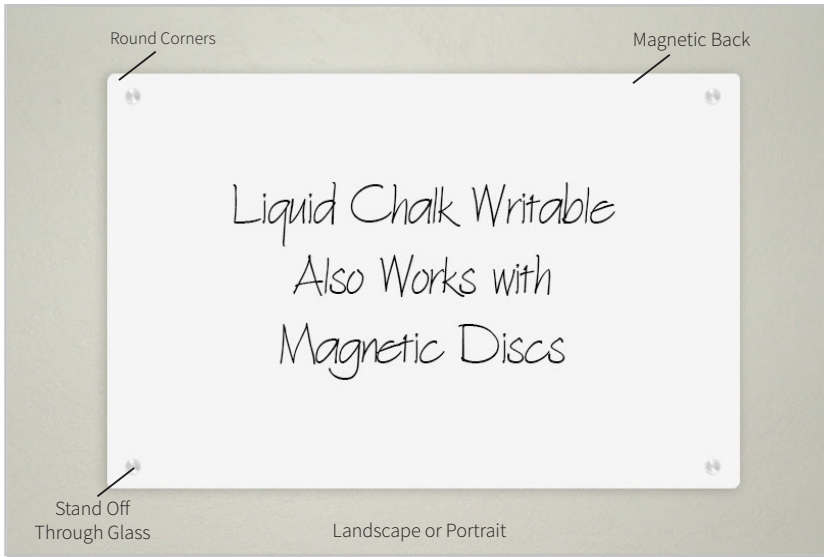 Round Corners
Magnetic Back
Liquid Chalk Writable
Also Works with
Magnetic Discs
Stand Off
Through Glass
Landscape or Portrait